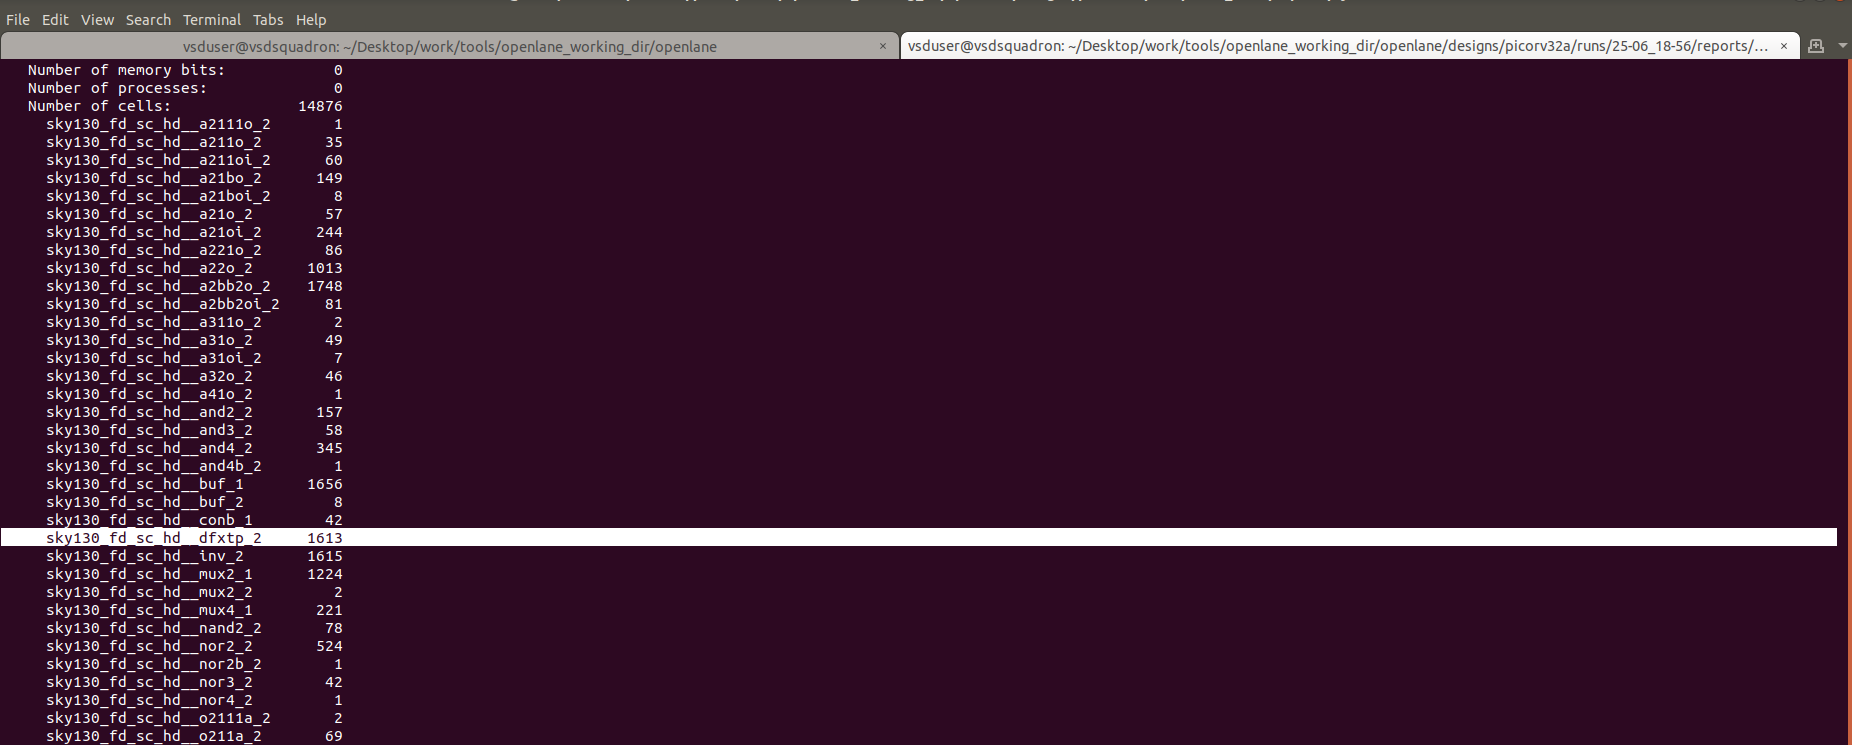 File Edit View Search Terminal Tabs Help
vsduser@vsdsquadron: ~/Desktop/work/tools/openlane_working_dir/openlane × vsduser@vsdsquadron: ~/Desktop/work/tools/openlane_working_dir/openlane/designs/picorv32a/runs/25-06_18-56/reports/... ×
Number of memory bits: 0
Number of processes: 0
Number of cells: 14876
sky130_fd_sc_hd__a2111o_2 1
sky130_fd_sc_hd__a211o_2 35
sky130_fd_sc_hd__a211oi_2 60
sky130_fd_sc_hd__a21bo_2 149
sky130_fd_sc_hd__a21boi_2 8
sky130_fd_sc_hd__a21o_2 57
sky130_fd_sc_hd__a21oi_2 244
sky130_fd_sc_hd__a221o_2 86
sky130_fd_sc_hd__a22o_2 1013
sky130_fd_sc_hd__a2bb2o_2 1748
sky130_fd_sc_hd__a2bb2oi_2 81
sky130_fd_sc_hd__a311o_2 2
sky130_fd_sc_hd__a31o_2 49
sky130_fd_sc_hd__a31oi_2 7
sky130_fd_sc_hd__a32o_2 46
sky130_fd_sc_hd__a41o_2 1
sky130_fd_sc_hd__and2_2 157
sky130_fd_sc_hd__and3_2 58
sky130_fd_sc_hd__and4_2 345
sky130_fd_sc_hd__and4b_2 1
sky130_fd_sc_hd__buf_1 1656
sky130_fd_sc_hd__buf_2 8
sky130_fd_sc_hd__conb_1 42
sky130_fd_sc_hd__dfxtp_2 1613
sky130_fd_sc_hd__inv_2 1615
sky130_fd_sc_hd__mux2_1 1224
sky130_fd_sc_hd__mux2_2 2
sky130_fd_sc_hd__mux4_1 221
sky130_fd_sc_hd__nand2_2 78
sky130_fd_sc_hd__nor2_2 524
sky130_fd_sc_hd__nor2b_2 1
sky130_fd_sc_hd__nor3_2 42
sky130_fd_sc_hd__nor4_2 1
sky130_fd_sc_hd__o2111a_2 2
sky130_fd_sc_hd__o211a_2 69